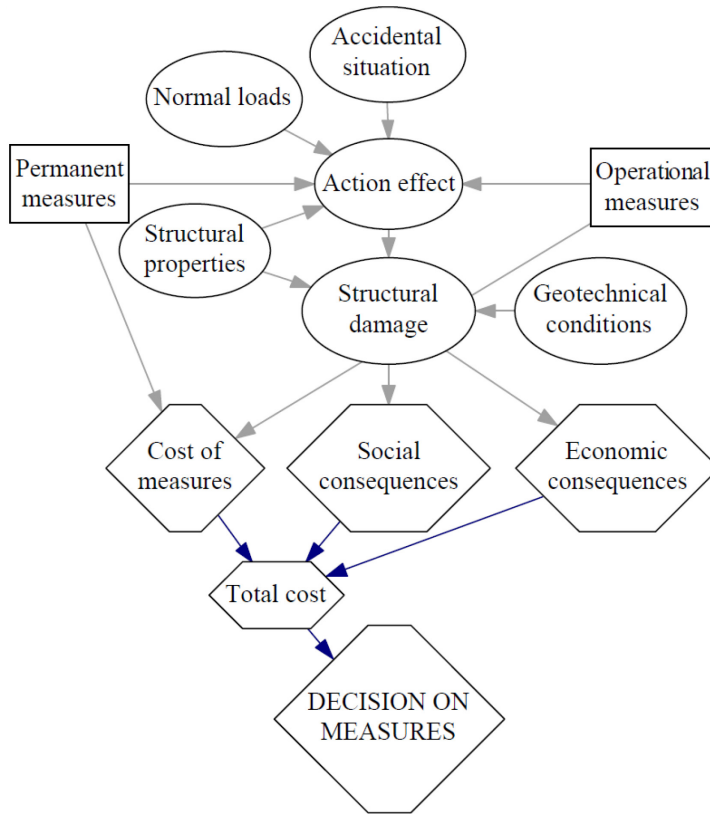 Accidental
situation
Normal loads
Permanent
measures
Action effect
Operational
measures
Structural
properties
Structural
damage
Geotechnical
conditions
Cost of
measures
Social
consequences
Economic
consequences
Total cost
DECISION ON
MEASURES